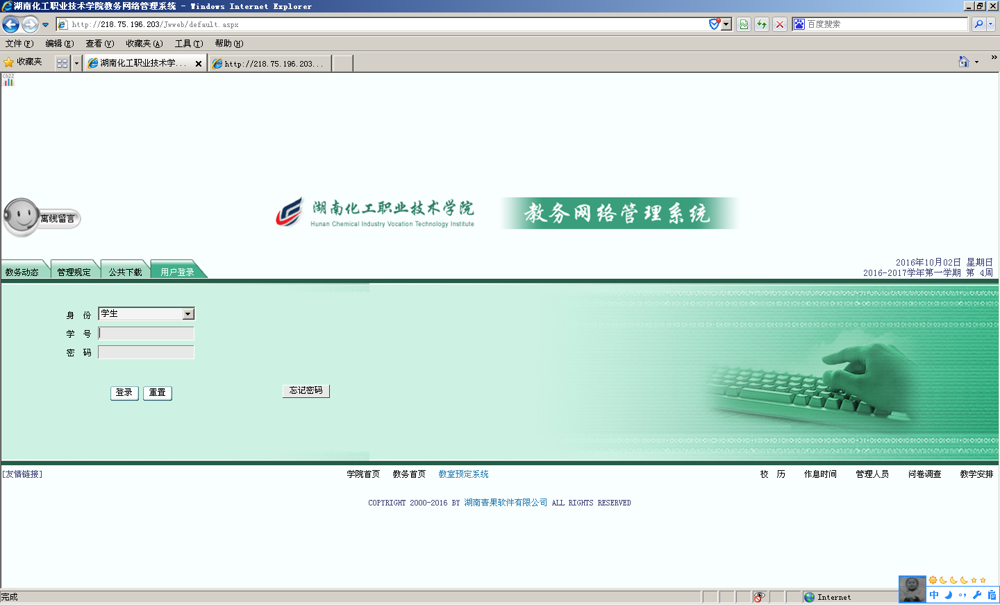 湖南化工职业技术学院教务网络管理系统 - Windows Internet Explorer
http://218.75.196.203/Jwweb/default.aspx
百度搜索
文件(F) 编辑(E) 查看(V) 收藏夹(A) 工具(T) 帮助(H)
收藏夹 湖南化工职业技术学... http://218.75.196.203...
cnzz
离线留言
湖南化工职业技术学院
Hunan Chemical Industry Vocation Technology Institute
教务网络管理系统
教务动态 管理规定 公共下载 用户登录
2016年10月02日 星期日
2016-2017学年第一学期 第 4周
身 份 学生
学 号
密 码
登录 重置 忘记密码
[友情链接] 学院首页 教务首页 教室预定系统 校 历 作息时间 管理人员 问卷调查 教学安排
COPYRIGHT 2000-2016 BY 湖南青果软件有限公司 ALL RIGHTS RESERVED
完成 Internet
中